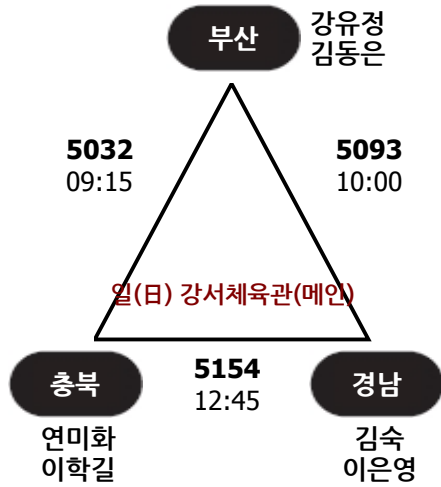 부산
강유정
김동은
5032
09:15
5093
10:00
일(日) 강서체육관(메인)
충북
5154
12:45
경남
연미화
이학길
김숙
이은영